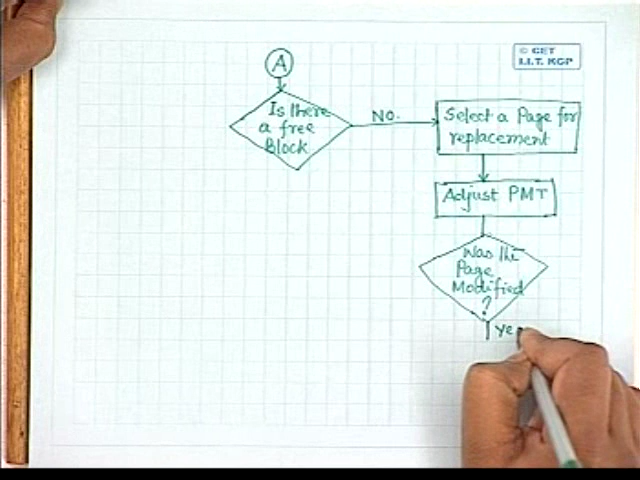 © CET
I.I.T. KGP
A
Is there
a free
Block
NO.
Select a Page for
replacement
Adjust PMT
Was the
Page
Modified
?
Ye